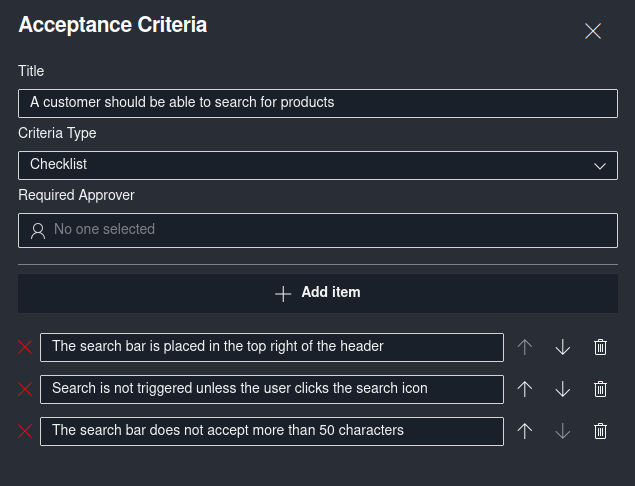 Acceptance Criteria
Title
A customer should be able to search for products
Criteria Type
Checklist
Required Approver
No one selected
Add item
The search bar is placed in the top right of the header
Search is not triggered unless the user clicks the search icon
The search bar does not accept more than 50 characters